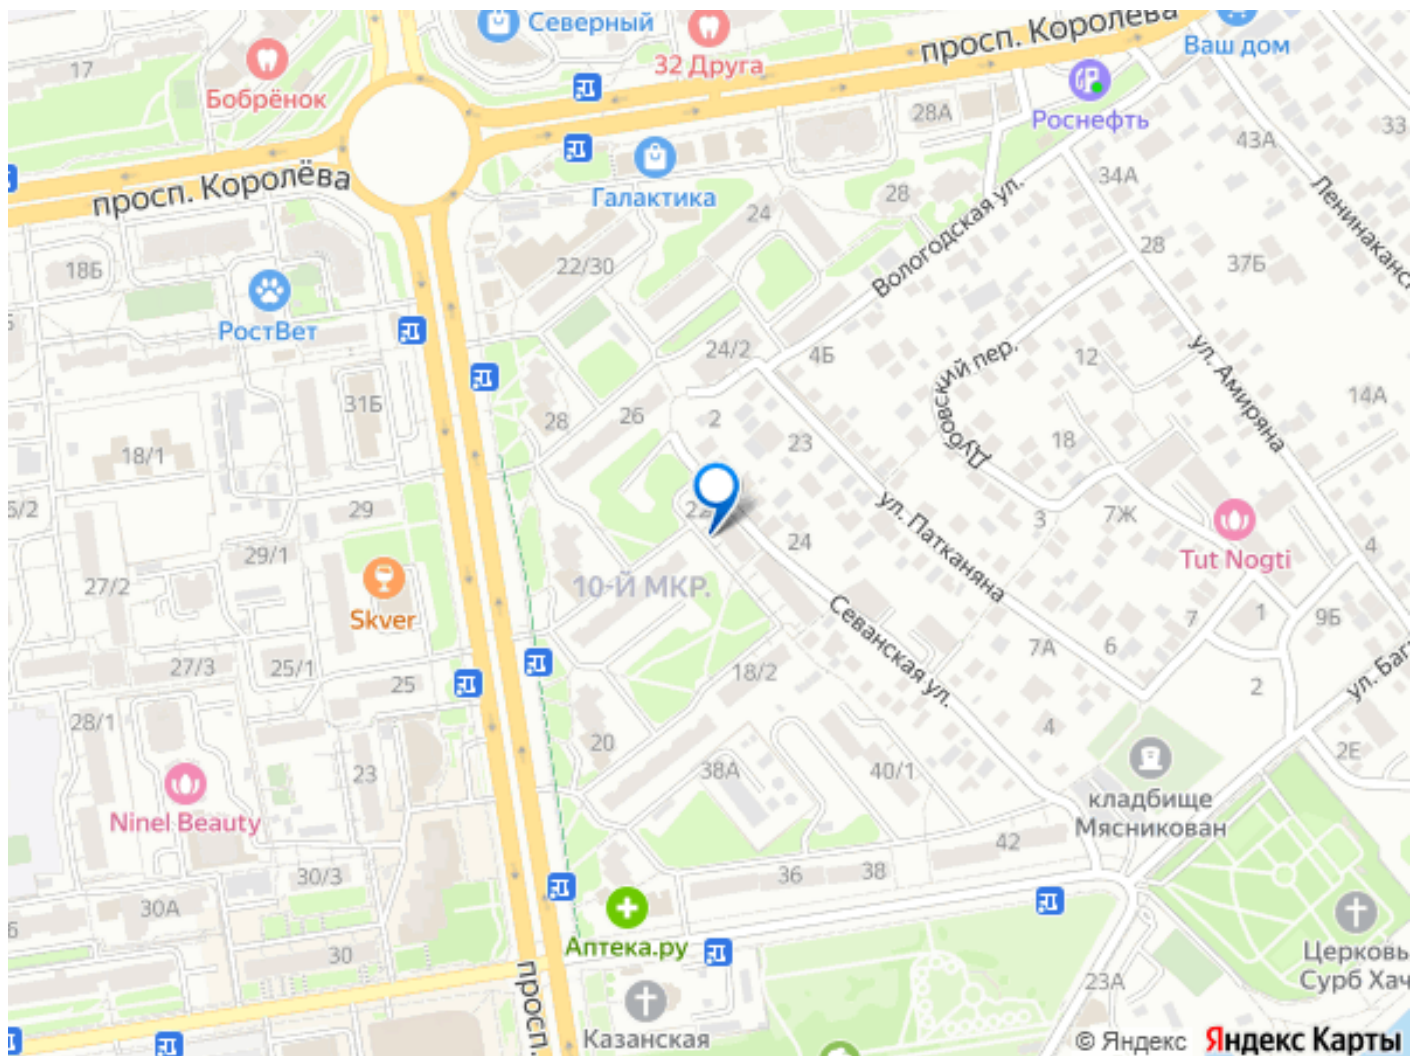 Северный
просп. Королёва
Ваш дом
32 Друга
17
Бобрёнок
28А
Роснефть
33
43А
просп. Королёва
Галактика
34А
28
24
Вологодская ул.
Ленинаканс
28
37Б
18Б
22/30
РостВет
24/2
4Б
Дубовский пер.
12
ул. Амиряна
14А
31Б
28
26
2
23
18
18/1
5/2
29
22
24
ул. Патканяна
3
7Ж
Tut Nogti
4
29/1
27/2
Skver
10-Й МКР.
Севанская ул.
7
1
9Б
7А
6
27/3
25/1
25
18/2
2
ул. Баг
28/1
20
4
2Е
23
38А
40/1
кладбище
Мясникован
Ninel Beauty
42
30/3
36
38
30А
6
Аптека.ру
30
просп.
Церковь
Сурб Хач
23А
Казанская
© Яндекс
Яндекс Карты